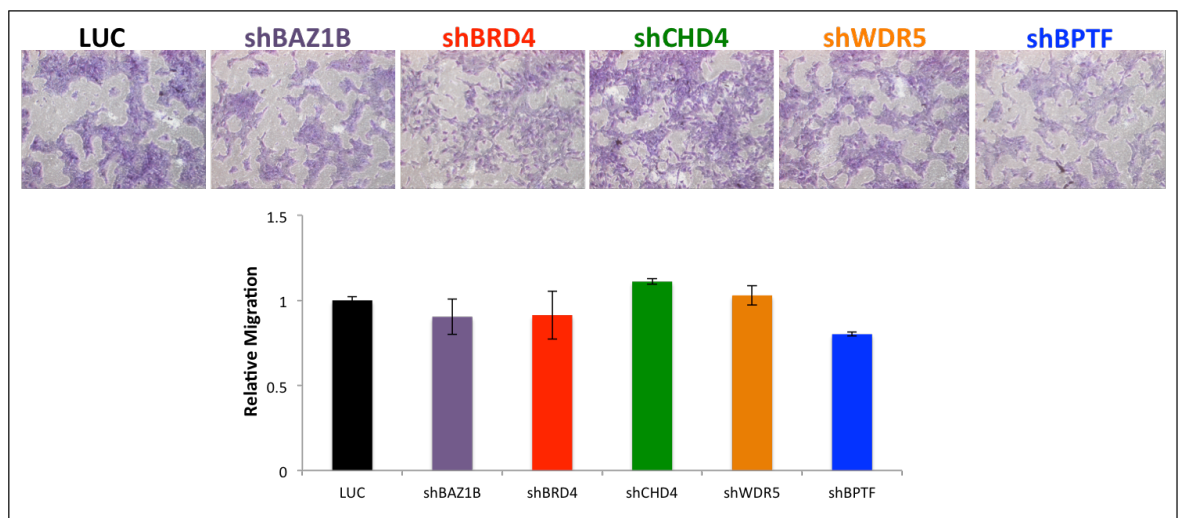 LUC shBAZ1B shBRD4 shCHD4 shWDR5 shBPTF
1.5
1
0.5
0
Relative Migration
LUC shBAZ1B shBRD4 shCHD4 shWDR5 shBPTF